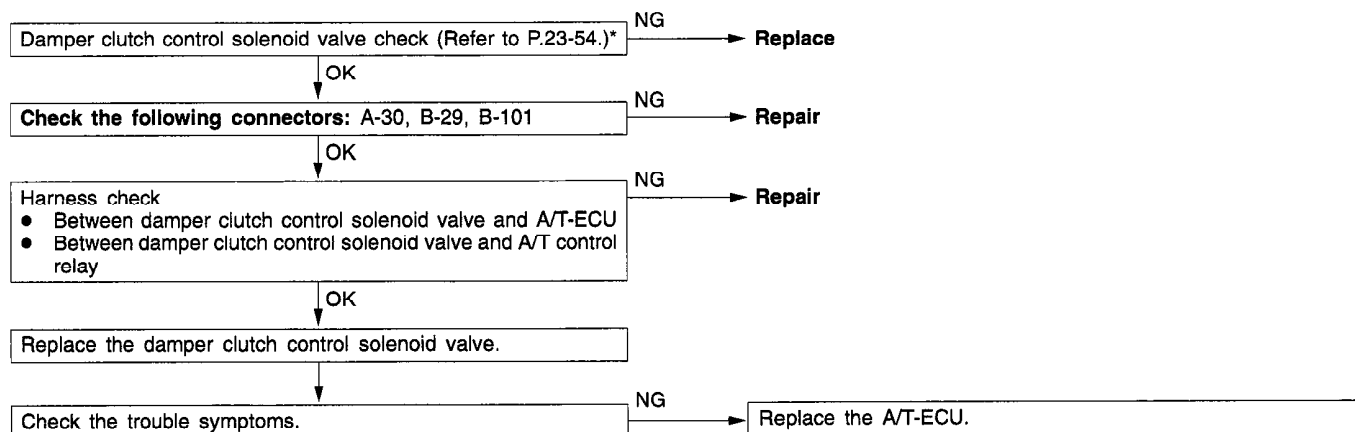 NG
Damper clutch control solenoid valve check (Refer to P.23-54.)*
Replace
OK
NG
Check the following connectors: A-30, B-29, B-101
Repair
OK
NG
Harness check
Repair
● Between damper clutch control solenoid valve and A/T-ECU
● Between damper clutch control solenoid valve and A/T control
relay
OK
Replace the damper clutch control solenoid valve.
NG
Check the trouble symptoms.
Replace the A/T-ECU.